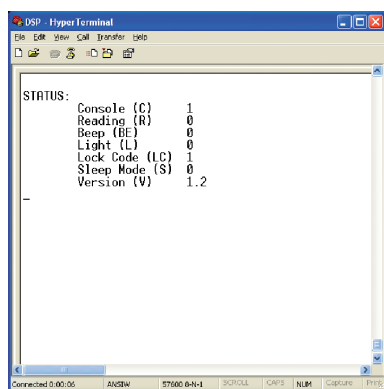 DSP - HyperTerminal
File Edit View Call Transfer Help
STATUS:
Console (C) 1
Reading (R) 0
Beep (BE) 0
Light (L) 0
Lock Code (LC) 1
Sleep Mode (S) 0
Version (V) 1.2
Connected 0:00:06 ANSIW 57600 8-N-1 SCROLL CAPS NUM Capture Print